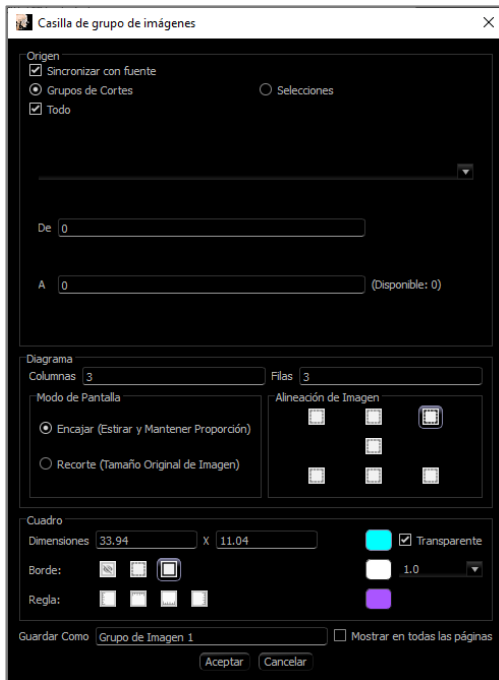 Casilla de grupo de imágenes
Origen
Sincronizar con fuente
Grupos de Cortes Selecciones
Todo
De 0
A 0 (Disponible: 0)
Diagrama
Columnas 3 Filas 3
Modo de Pantalla Alineación de Imagen
Encajar (Estirar y Mantener Proporción)
Recorte (Tamaño Original de Imagen)
Cuadro
Dimensiones 33.94 X 11.04 Transparente
Borde: 1.0
Regla:
Guardar Como Grupo de Imagen 1 Mostrar en todas las páginas
Aceptar Cancelar